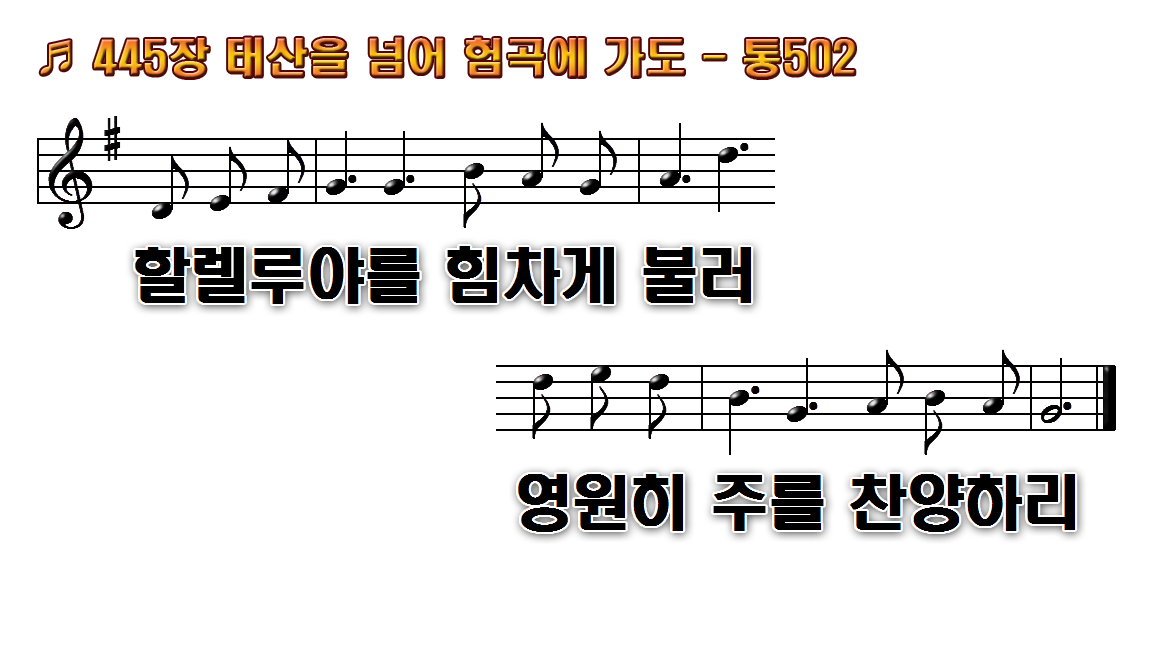 ♬ 445장 태산을 넘어 험곡에 가도 - 통502
할렐루야를 힘차게 불러
영원히 주를 찬양하리